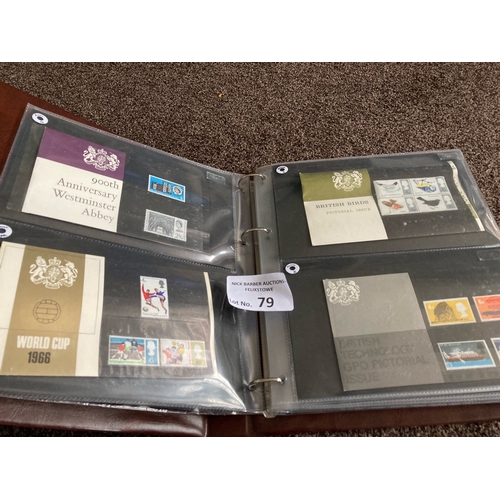 900th
Anniversary
Westminster
Abbey
BRITISH BIRDS
PICTORIAL ISSUE
NICK BARBER AUCTIONS
FELIXSTOWE
Lot No. 79
WORLD CUP
1966
BRITISH
TECHNOLOGY
GPO PICTORIAL
ISSUE